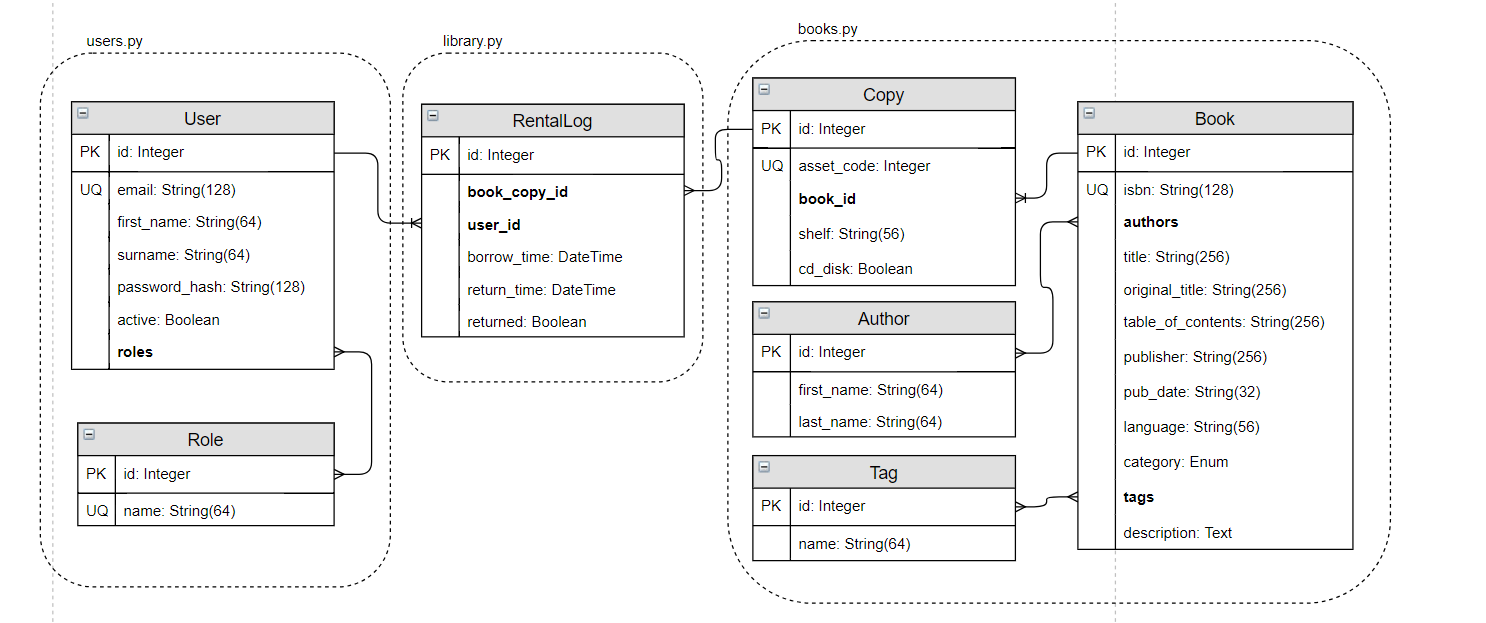 users.py
User
PK id: Integer
UQ email: String(128)
first_name: String(64)
surname: String(64)
password_hash: String(128)
active: Boolean
roles
Role
PK id: Integer
UQ name: String(64)
library.py
RentalLog
PK id: Integer
book_copy_id
user_id
borrow_time: DateTime
return_time: DateTime
returned: Boolean
books.py
Copy
PK id: Integer
UQ asset_code: Integer
book_id
shelf: String(56)
cd_disk: Boolean
Author
PK id: Integer
first_name: String(64)
last_name: String(64)
Tag
PK id: Integer
name: String(64)
Book
PK id: Integer
UQ isbn: String(128)
authors
title: String(256)
original_title: String(256)
table_of_contents: String(256)
publisher: String(256)
pub_date: String(32)
language: String(56)
category: Enum
tags
description: Text